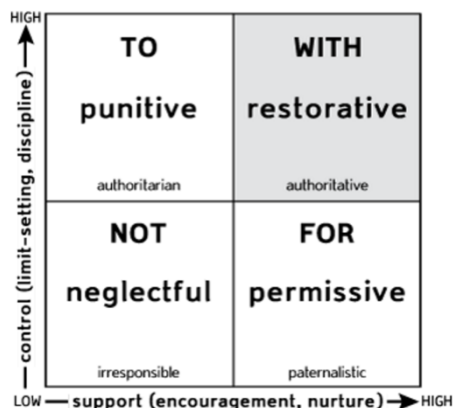 HIGH
control (limit-setting, discipline)
TO
punitive
authoritarian
WITH
restorative
authoritative
NOT
neglectful
irresponsible
FOR
permissive
paternalistic
LOW
support (encouragement, nurture)
HIGH